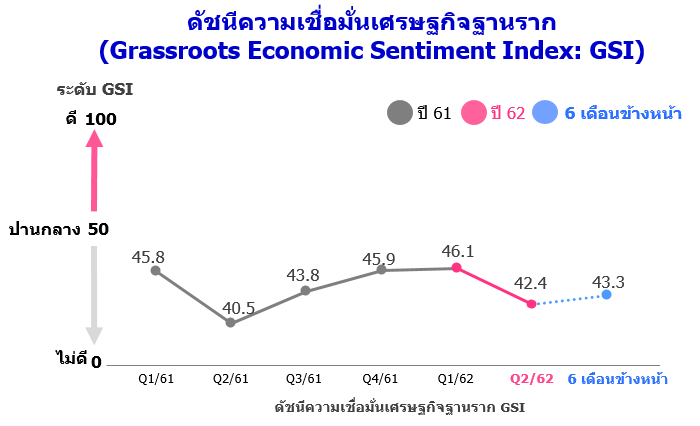 ดัชนีความเชื่อมั่นเศรษฐกิจฐานราก
(Grassroots Economic Sentiment Index: GSI)
ระดับ GSI
ดี 100
ปี 61 ปี 62 6 เดือนข้างหน้า
ปานกลาง 50
45.8 40.5 43.8 45.9 46.1 42.4 43.3
ไม่ดี 0
Q1/61 Q2/61 Q3/61 Q4/61 Q1/62 Q2/62 6 เดือนข้างหน้า
ดัชนีความเชื่อมั่นเศรษฐกิจฐานราก GSI